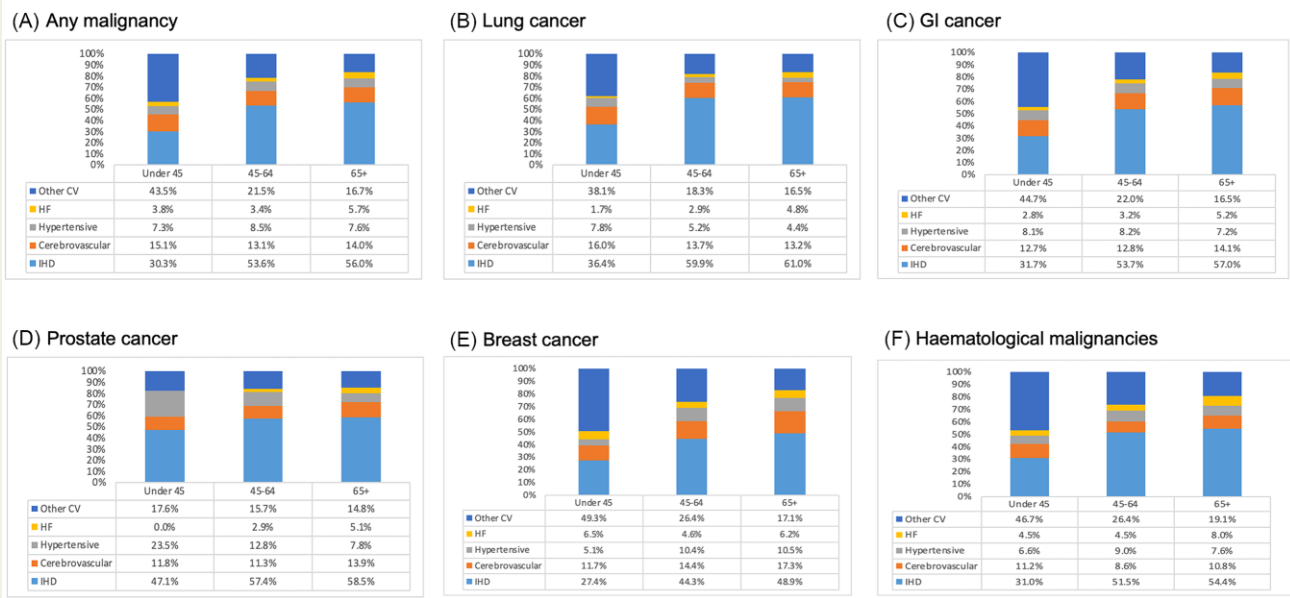 (A) Any malignancy
100%
90%
80%
70%
60%
50%
40%
30%
20%
10%
0%
Under 45 45-64 65+
Other CV 43.5% 21.5% 16.7%
HF 3.8% 3.4% 5.7%
Hypertensive 7.3% 8.5% 7.6%
Cerebrovascular 15.1% 13.1% 14.0%
IHD 30.3% 53.6% 56.0%
(B) Lung cancer
100%
90%
80%
70%
60%
50%
40%
30%
20%
10%
0%
Under 45 45-64 65+
Other CV 38.1% 18.3% 16.5%
HF 1.7% 2.9% 4.8%
Hypertensive 7.8% 5.2% 4.4%
Cerebrovascular 16.0% 13.7% 13.2%
IHD 36.4% 59.9% 61.0%
(C) GI cancer
100%
90%
80%
70%
60%
50%
40%
30%
20%
10%
0%
Under 45 45-64 65+
Other CV 44.7% 22.0% 16.5%
HF 2.8% 3.2% 5.2%
Hypertensive 8.1% 8.2% 7.2%
Cerebrovascular 12.7% 12.8% 14.1%
IHD 31.7% 53.7% 57.0%
(D) Prostate cancer
100%
90%
80%
70%
60%
50%
40%
30%
20%
10%
0%
Under 45 45-64 65+
Other CV 17.6% 15.7% 14.8%
HF 0.0% 2.9% 5.1%
Hypertensive 23.5% 12.8% 7.8%
Cerebrovascular 11.8% 11.3% 13.9%
IHD 47.1% 57.4% 58.5%
(E) Breast cancer
100%
90%
80%
70%
60%
50%
40%
30%
20%
10%
0%
Under 45 45-64 65+
Other CV 49.3% 26.4% 17.1%
HF 6.5% 4.6% 6.2%
Hypertensive 5.1% 10.4% 10.5%
Cerebrovascular 11.7% 14.4% 17.3%
IHD 27.4% 44.3% 48.9%
(F) Haematological malignancies
100%
90%
80%
70%
60%
50%
40%
30%
20%
10%
0%
Under 45 45-64 65+
Other CV 46.7% 26.4% 19.1%
HF 4.5% 4.5% 8.0%
Hypertensive 6.6% 9.0% 7.6%
Cerebrovascular 11.2% 8.6% 10.8%
IHD 31.0% 51.5% 54.4%